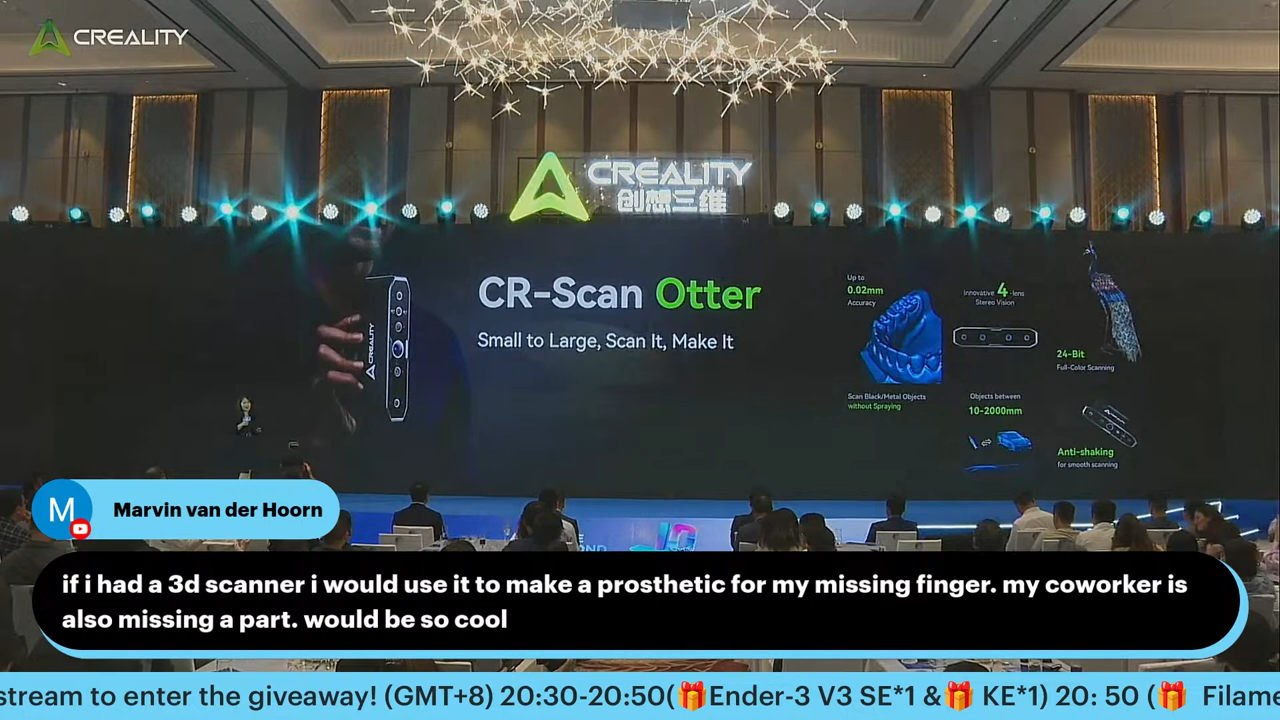 CREALITY
CREALITY
创想三维
CR-Scan Otter
Small to Large, Scan It, Make It
CREALITY
Up to
0.02mm
Accuracy
Innovative 4-lens
Stereo Vision
24-Bit
Full-Color Scanning
Scan Black/Metal Objects
without Spraying
Objects between
10-2000mm
Anti-shaking
for smooth scanning
M
Marvin van der Hoorn
if i had a 3d scanner i would use it to make a prosthetic for my missing finger. my coworker is
also missing a part. would be so cool
stream to enter the giveaway! (GMT+8) 20:30-20:50(🎁Ender-3 V3 SE*1 &🎁 KE*1) 20: 50 (🎁 Filame